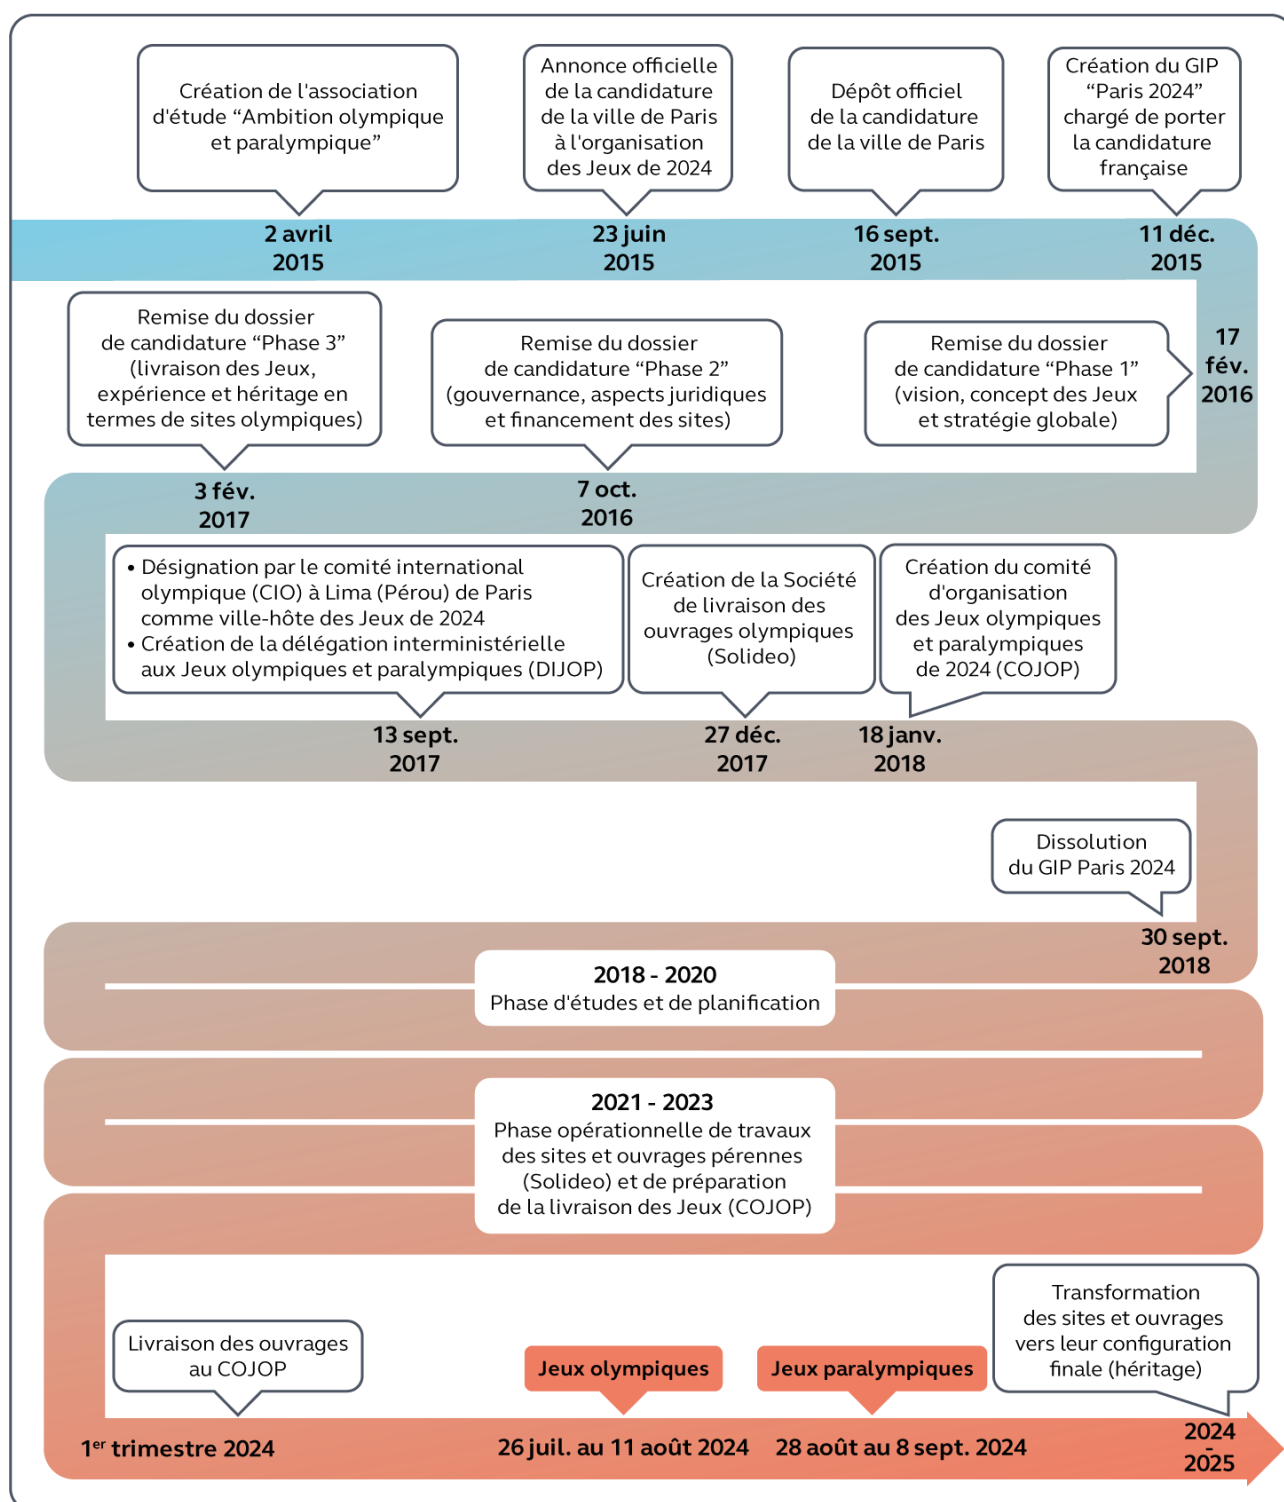 Création de l'association
d'étude “Ambition olympique
et paralympique”
2 avril
2015
Annonce officielle
de la candidature
de la ville de Paris
à l'organisation
des Jeux de 2024
23 juin
2015
Dépôt officiel
de la candidature
de la ville de Paris
16 sept.
2015
Création du GIP
“Paris 2024”
chargé de porter
la candidature
française
11 déc.
2015
Remise du dossier
de candidature “Phase 1”
(vision, concept des Jeux
et stratégie globale)
17
fév.
2016
Remise du dossier
de candidature “Phase 2”
(gouvernance, aspects juridiques
et financement des sites)
7 oct.
2016
Remise du dossier
de candidature “Phase 3”
(livraison des Jeux,
expérience et héritage en
termes de sites olympiques)
3 fév.
2017
• Désignation par le comité international
olympique (CIO) à Lima (Pérou) de Paris
comme ville-hôte des Jeux de 2024
• Création de la délégation interministérielle
aux Jeux olympiques et paralympiques (DIJOP)
13 sept.
2017
Création de la Société
de livraison des
ouvrages olympiques
(Solideo)
27 déc.
2017
Création du comité
d'organisation
des Jeux olympiques
et paralympiques
de 2024 (COJOP)
18 janv.
2018
Dissolution
du GIP Paris 2024
30 sept.
2018
2018 - 2020
Phase d'études et de planification
2021 - 2023
Phase opérationnelle de travaux
des sites et ouvrages pérennes
(Solideo) et de préparation
de la livraison des Jeux (COJOP)
Livraison des ouvrages
au COJOP
1er trimestre 2024
Jeux olympiques
26 juil. au 11 août 2024
Jeux paralympiques
28 août au 8 sept. 2024
Transformation
des sites et ouvrages
vers leur configuration
finale (héritage)
2024
-
2025